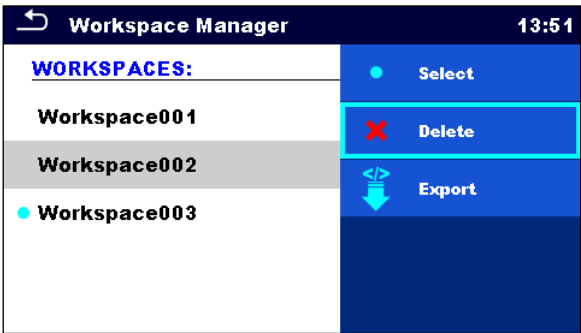 Workspace Manager 13:51
WORKSPACES:
Workspace001
Workspace002
Workspace003
Select
Delete
</>
Export